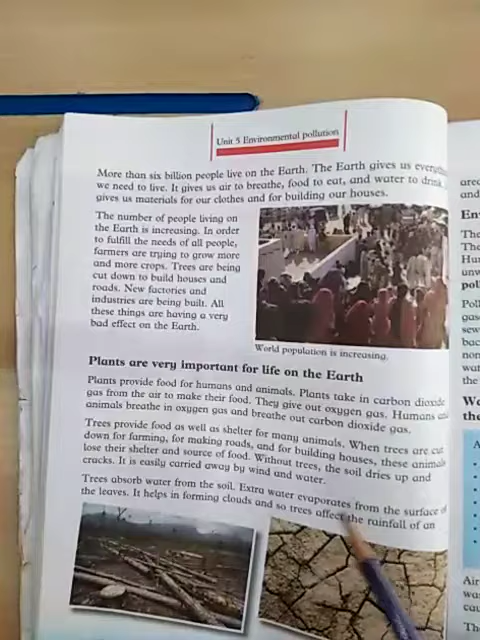 Unit 5 Environmental pollution
More than six billion people live on the Earth. The Earth gives us
we need to live. It gives us air to breathe, food to eat, and water to drink,
gives us materials for our clothes and for building our houses.
The number of people living on
the Earth is increasing. In order
to fulfill the needs of all people,
farmers are trying to grow more
and more crops. Trees are being
cut down to build houses and
roads. New factories and
industries are being built. All
these things are having a very
bad effect on the Earth.
World population is increasing.
Plants are very important for life on the Earth
Plants provide food for humans and animals. Plants take in carbon dioxide
gas from the air to make their food. They give out oxygen gas. Humans and
animals breathe in oxygen gas and breathe out carbon dioxide gas.
Trees provide food as well as shelter for many animals. When trees are cut
down for farming, for making roads, and for building houses, these animals
lose their shelter and source of food. Without trees, the soil dries up and
cracks. It is easily carried away by wind and water.
Trees absorb water from the soil. Extra water evaporates from the surface of
the leaves. It helps in forming clouds and so trees affect the rainfall of an